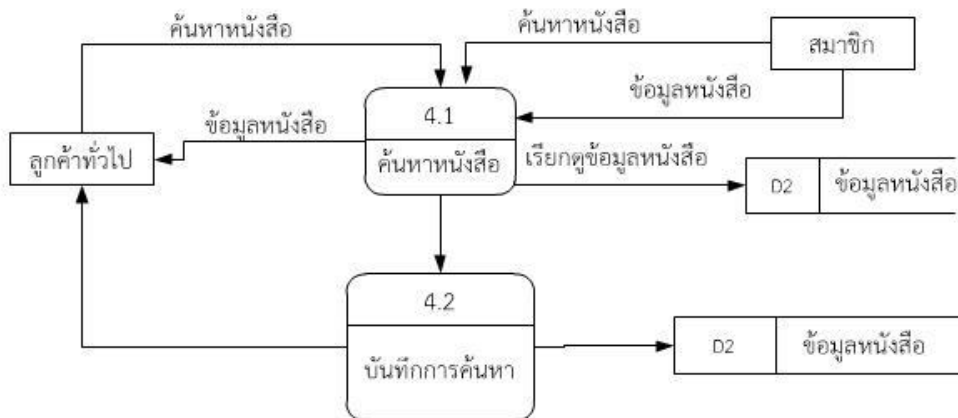 ค้นหาหนังสือ
ค้นหาหนังสือ
สมาชิก
ข้อมูลหนังสือ
4.1
ข้อมูลหนังสือ
ลูกค้าทั่วไป
ค้นหาหนังสือ
เรียกดูข้อมูลหนังสือ
D2
ข้อมูลหนังสือ
4.2
บันทึกการค้นหา
D2
ข้อมูลหนังสือ